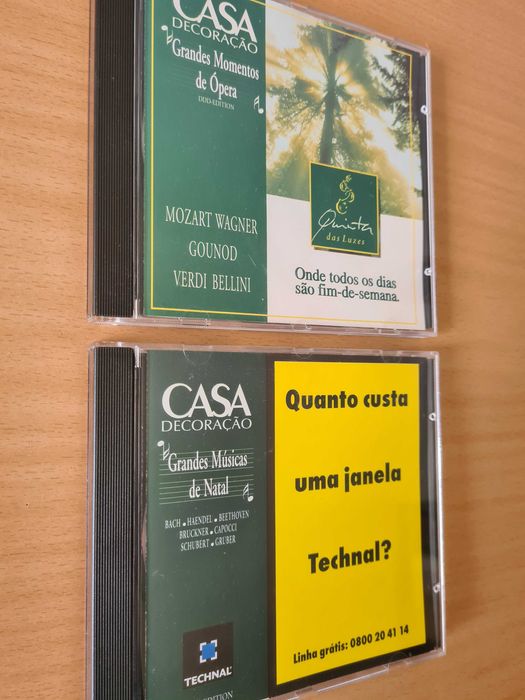 CASA
DECORAÇÃO
Grandes Momentos
de Ópera
DDD-EDITION
MOZART WAGNER
GOUNOD
VERDI BELLINI
Quinta
das Luzes
Onde todos os dias
são fim-de-semana.
CASA
DECORAÇÃO
Grandes Músicas
de Natal
BACH • HAENDEL • BEETHOVEN
BRUCKNER • CAPOCCI
SCHUBERT • GRUBER
TECHNAL
-EDITION
Quanto custa
uma janela
Technal?
Linha grátis: 0800 20 41 14